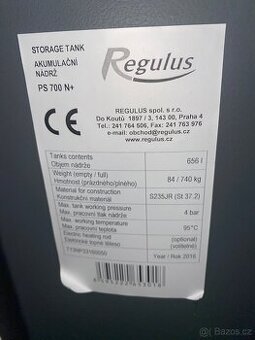 STORAGE TANK
AKUMULAČNÍ
NÁDRŽ
PS 700 N+
Regulus
REGULUS spol. s r.o.
Do Koutů 1897 / 3, 143 00, Praha 4
Tel.: 241 764 506, Fax: 241 763 976
e-mail: obchod@regulus.cz
www.regulus.cz
CE
Tanks contents
Objem nádrže
656 l
Weight (empty / full)
Hmotnost (prázdného/plného)
84 / 740 kg
Material for construction
Konstrukční materiál
S235JR (St 37.2)
Max. tank working pressure
Max. pracovní tlak nádrže
4 bar
Max. working temperature
Max. pracovní teplota
95°C
Electric heating rod
Elektrické topné těleso
(optional)
(volitelné)
Year / Rok 2016
bazos.cz